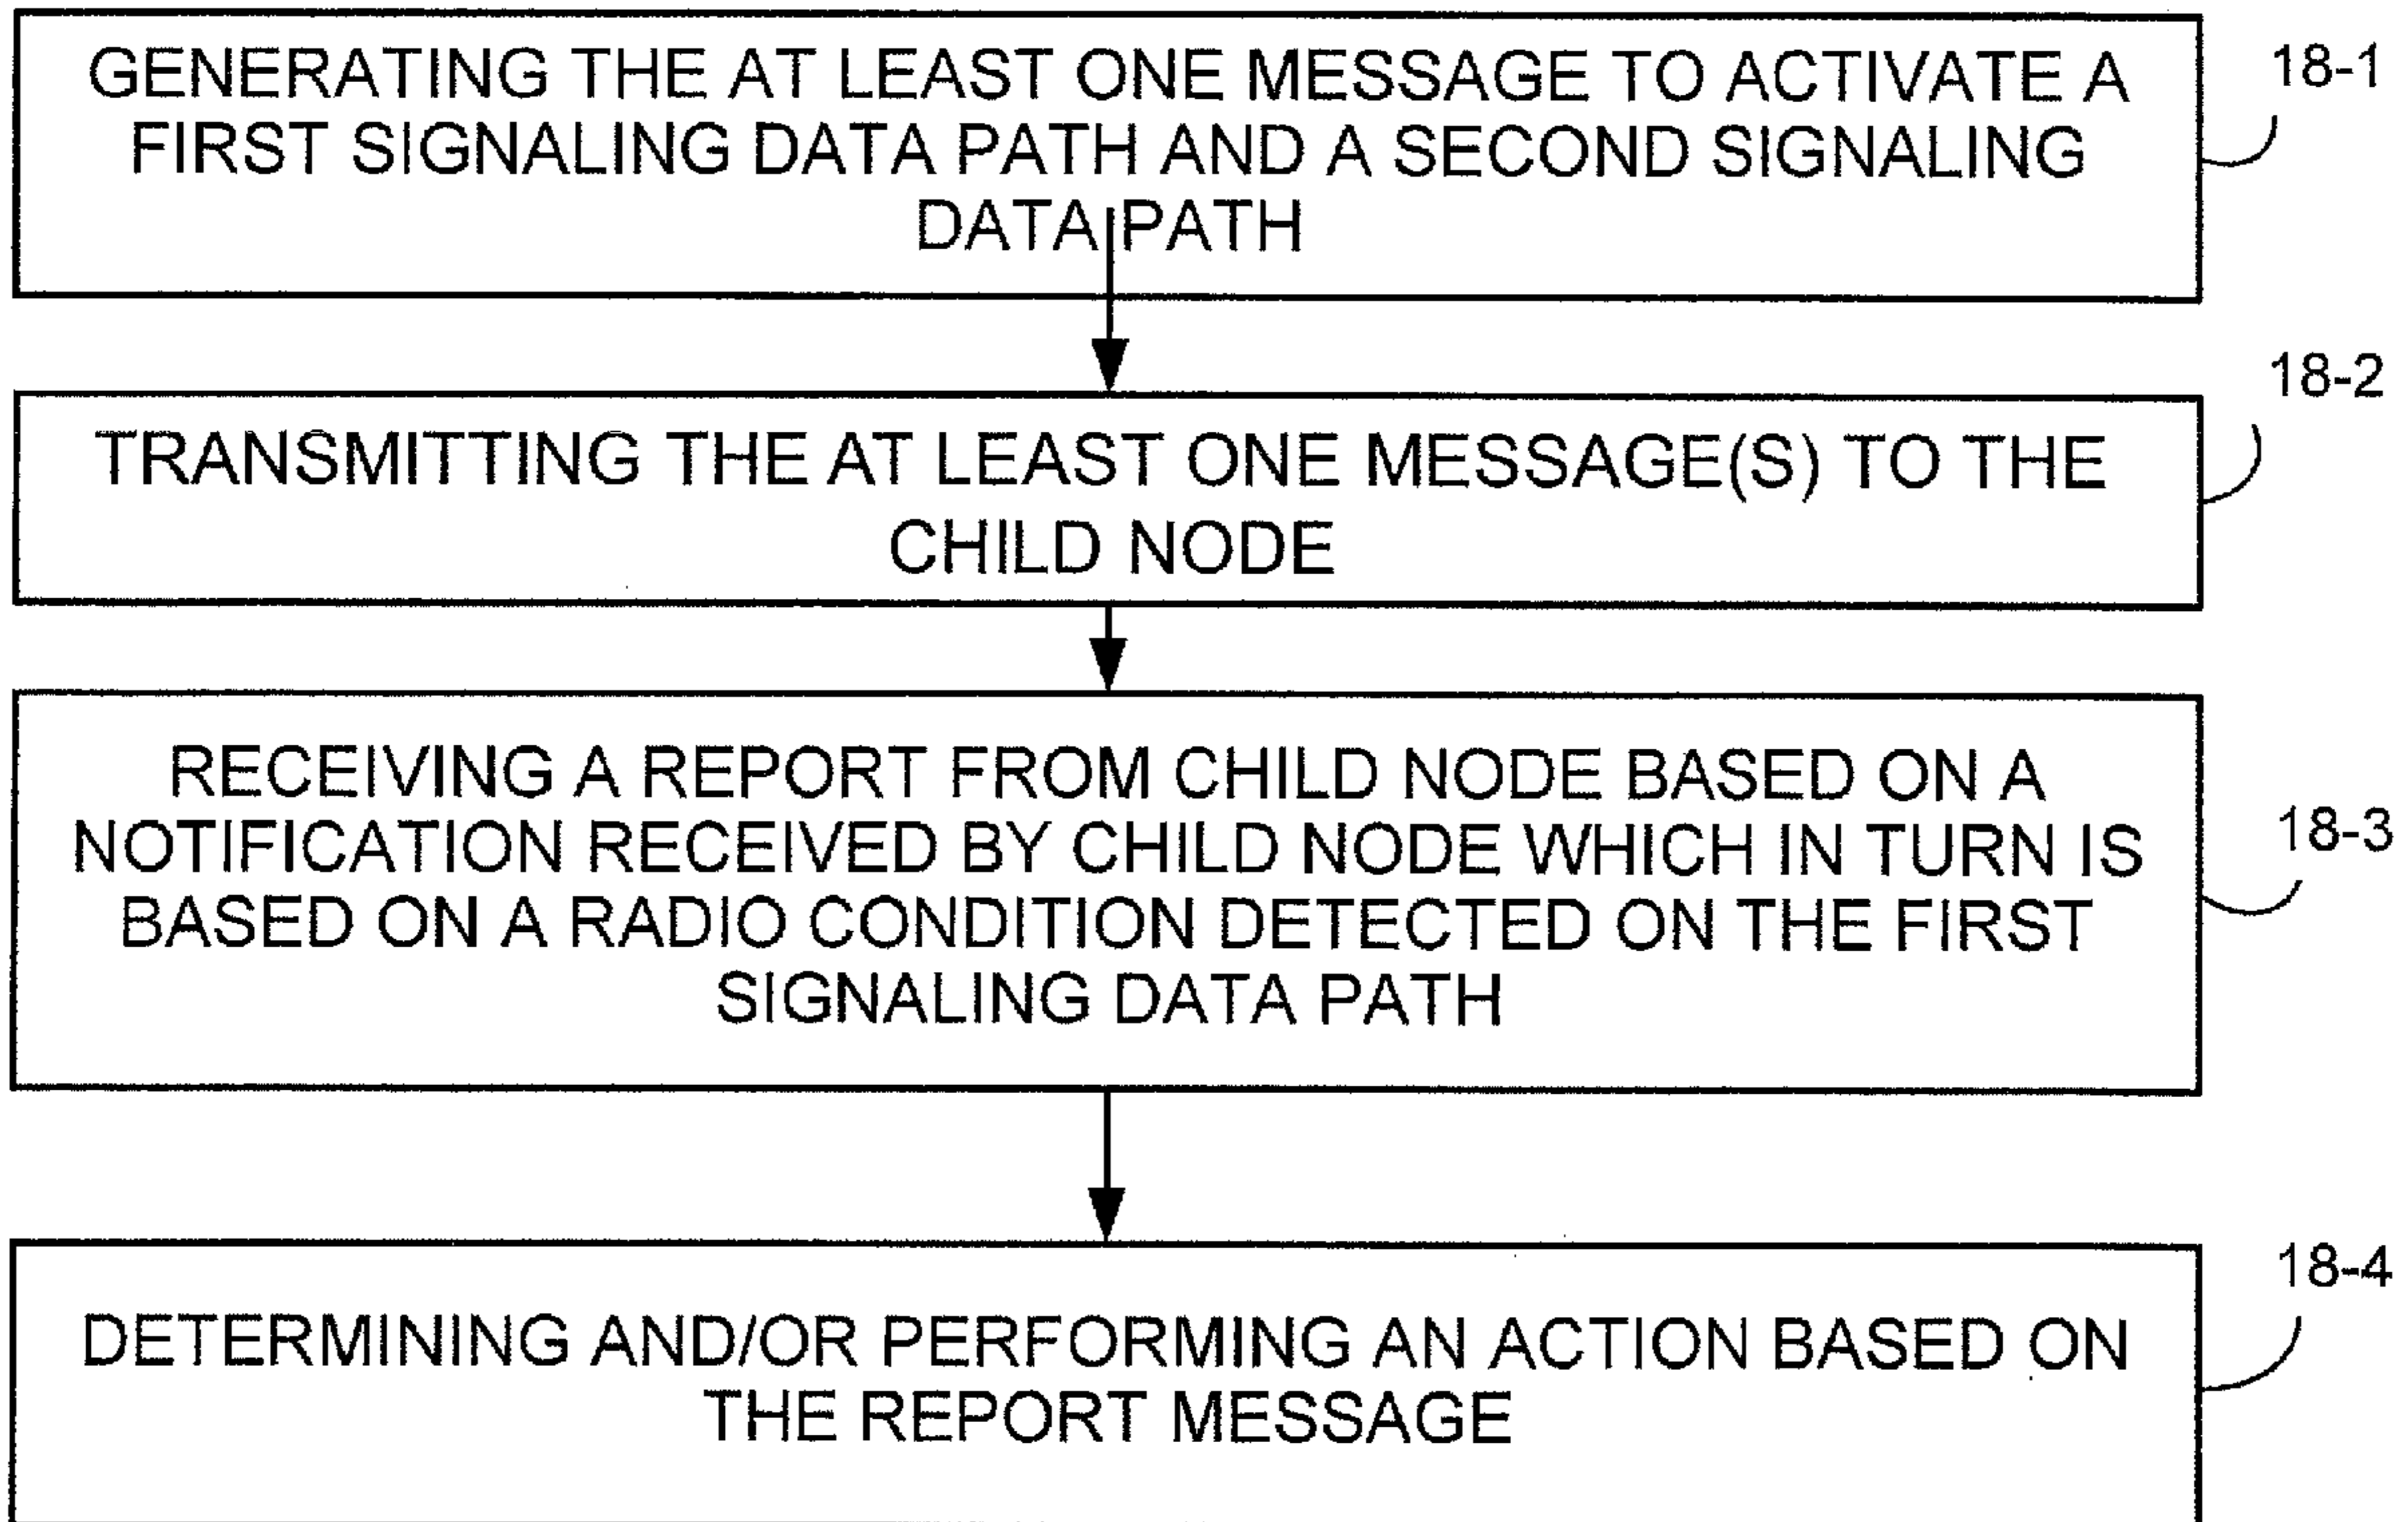 GENERATING THE AT LEAST ONE MESSAGE TO ACTIVATE A
FIRST SIGNALING DATA PATH AND A SECOND SIGNALING
DATA PATH
18-1
18-2
TRANSMITTING THE AT LEAST ONE MESSAGE(S) TO THE
CHILD NODE
RECEIVING A REPORT FROM CHILD NODE BASED ON A
NOTIFICATION RECEIVED BY CHILD NODE WHICH IN TURN IS
BASED ON A RADIO CONDITION DETECTED ON THE FIRST
SIGNALING DATA PATH
18-3
18-4
DETERMINING AND/OR PERFORMING AN ACTION BASED ON
THE REPORT MESSAGE